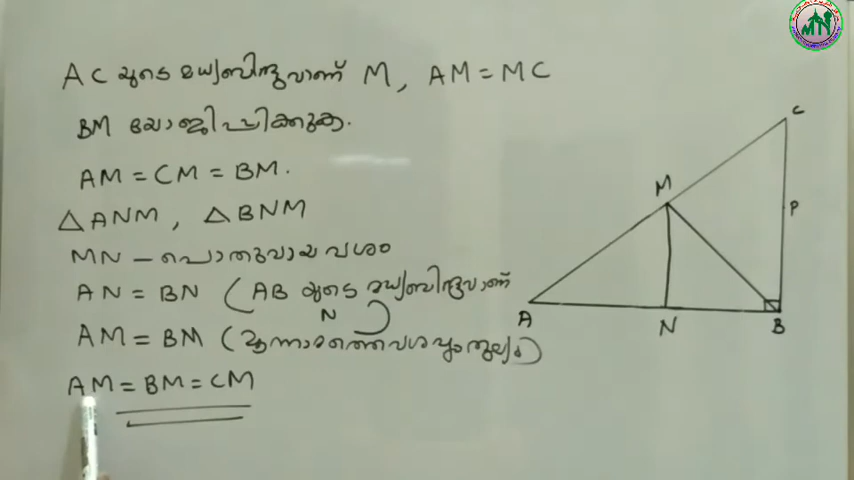 AC യുടെ മധ്യബിന്ദുവാണ് M, AM = MC
BM യോജിപ്പിക്കുക.
AM = CM = BM.
△ANM, △BNM
MN – പൊതുവായ വശം
AN = BN (AB യുടെ മധ്യബിന്ദുവാണ്
N)
AM = BM (മൂന്നാമത്തെ വശവും തുല്യം)
AM = BM = CM
C
M
P
A
N
B
MN